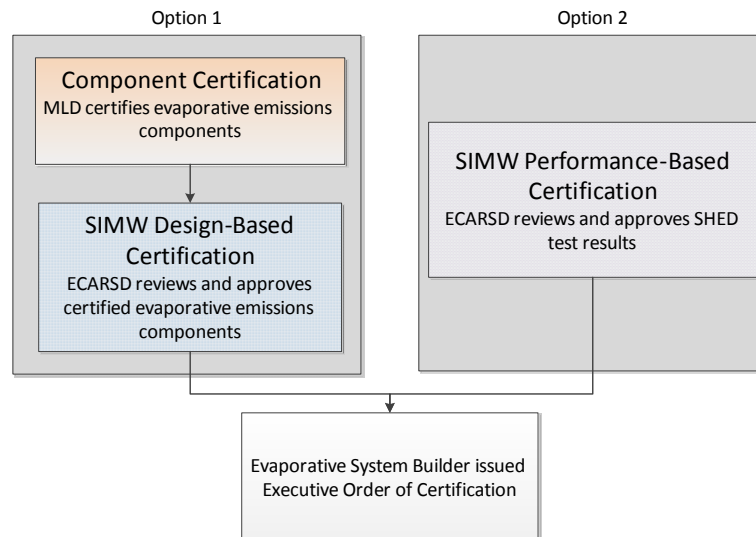 Option 1
Component Certification
MLD certifies evaporative emissions
components
SIMW Design-Based
Certification
ECARSD reviews and approves
certified evaporative emissions
components
Option 2
SIMW Performance-Based
Certification
ECARSD reviews and approves SHED
test results
Evaporative System Builder issued
Executive Order of Certification